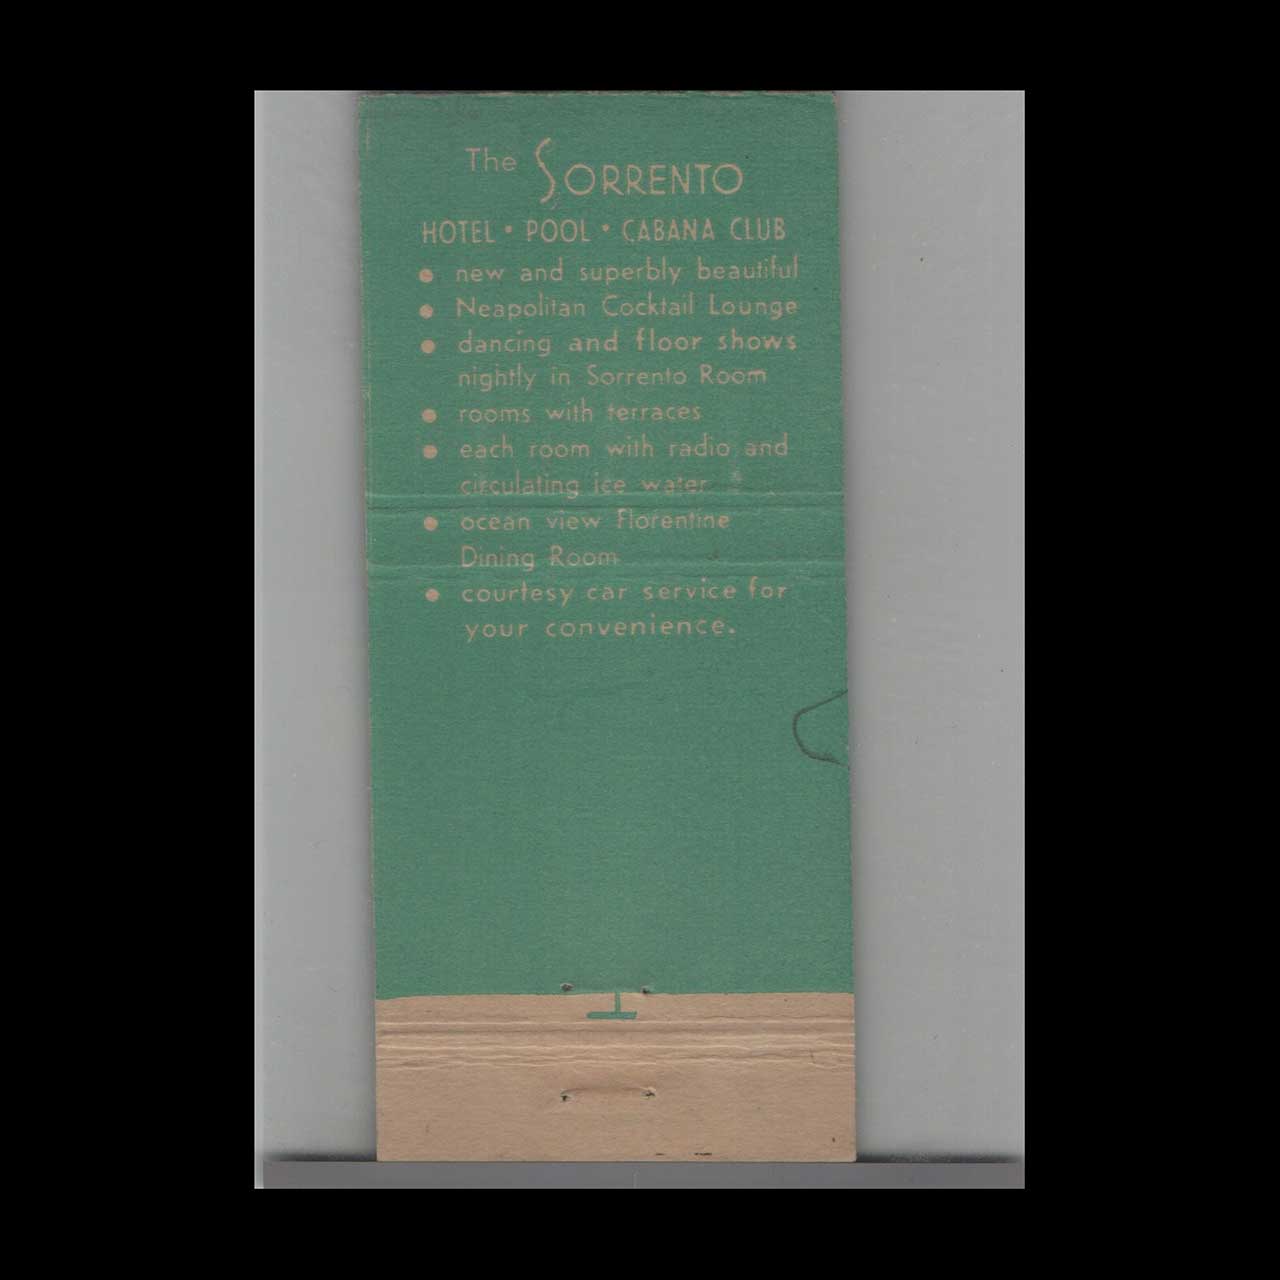 The SORRENTO
HOTEL • POOL • CABANA CLUB
• new and superbly beautiful
• Neapolitan Cocktail Lounge
• dancing and floor shows
nightly in Sorrento Room
• rooms with terraces
• each room with radio and
circulating ice water
• ocean view Florentine
Dining Room
• courtesy car service for
your convenience.